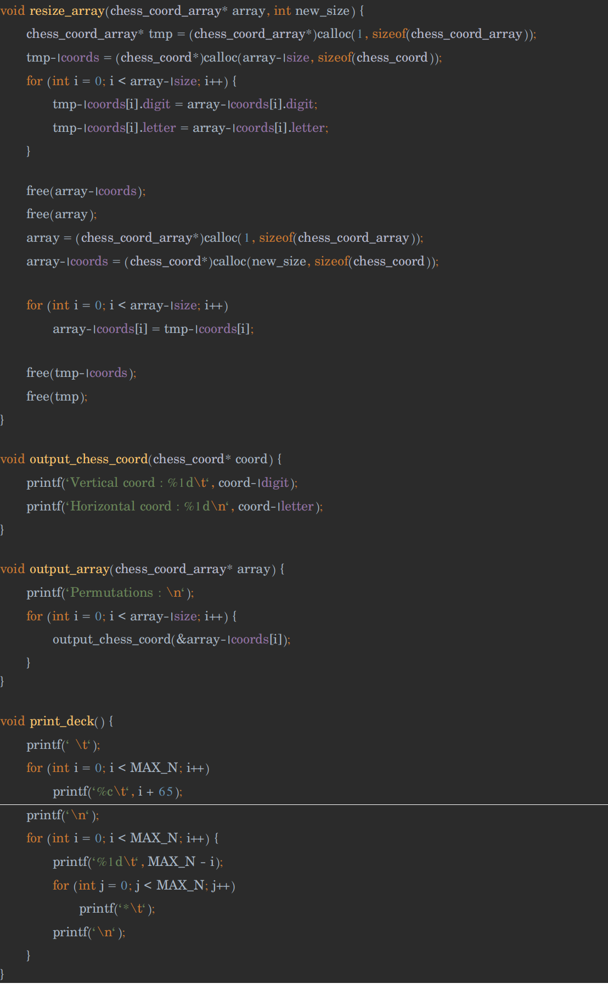 void resize_array(chess_coord_array* array, int new_size) {
chess_coord_array* tmp = (chess_coord_array*)calloc(1, sizeof(chess_coord_array));
tmp-|coords = (chess_coord*)calloc(array-|size, sizeof(chess_coord));
for (int i = 0; i < array-|size; i++) {
tmp-|coords[i].digit = array-|coords[i].digit;
tmp-|coords[i].letter = array-|coords[i].letter;
}
free(array-|coords);
free(array);
array = (chess_coord_array*)calloc(1, sizeof(chess_coord_array));
array-|coords = (chess_coord*)calloc(new_size, sizeof(chess_coord));
for (int i = 0; i < array-|size; i++)
array-|coords[i] = tmp-|coords[i];
free(tmp-|coords);
free(tmp);
}
void output_chess_coord(chess_coord* coord) {
printf(‘Vertical coord : %1d\t‘, coord-|digit);
printf(‘Horizontal coord : %1d\n‘, coord-|letter);
}
void output_array(chess_coord_array* array) {
printf(‘Permutations : \n‘);
for (int i = 0; i < array-|size; i++) {
output_chess_coord(&array-|coords[i]);
}
}
void print_deck() {
printf(‘ \t‘);
for (int i = 0; i < MAX_N; i++)
printf(‘%c\t‘, i + 65);
printf(‘\n‘);
for (int i = 0; i < MAX_N; i++) {
printf(‘%1d\t‘, MAX_N - i);
for (int j = 0; j < MAX_N; j++)
printf(‘*\t‘);
printf(‘\n‘);
}
}